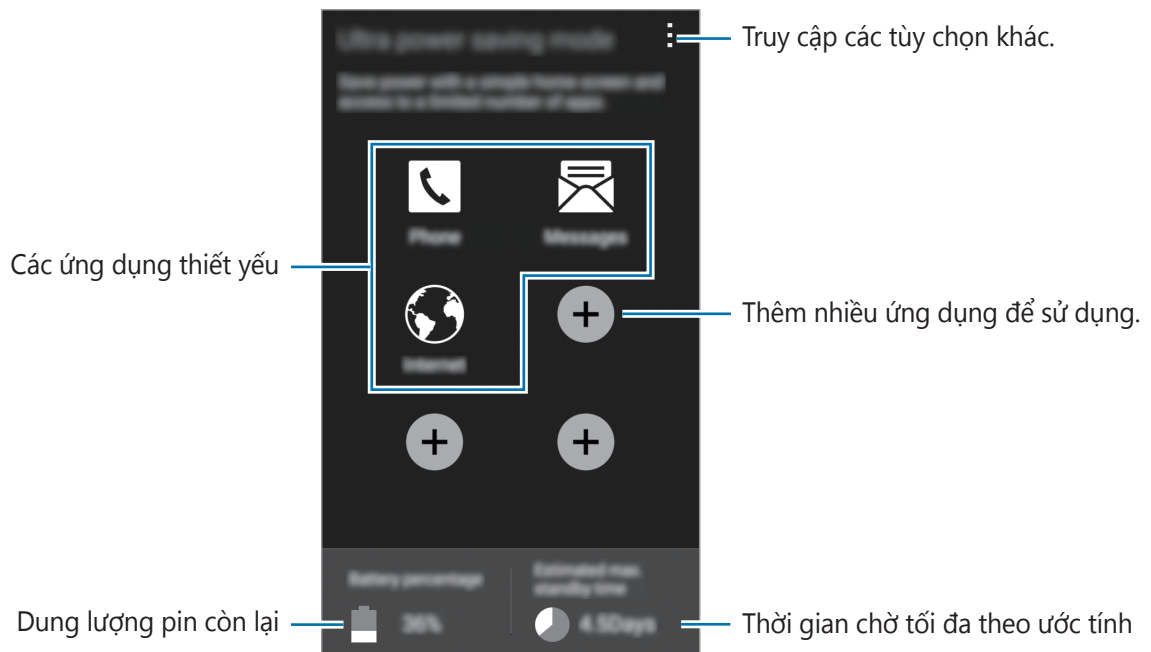 Ultra power saving mode
Truy cập các tùy chọn khác.
Save power with a simple home screen and
access to a limited number of apps.
Phone
Messages
Các ứng dụng thiết yếu
Thêm nhiều ứng dụng để sử dụng.
Internet
Battery percentage
Estimated max.
standby time
Dung lượng pin còn lại
36%
4.5Days
Thời gian chờ tối đa theo ước tính